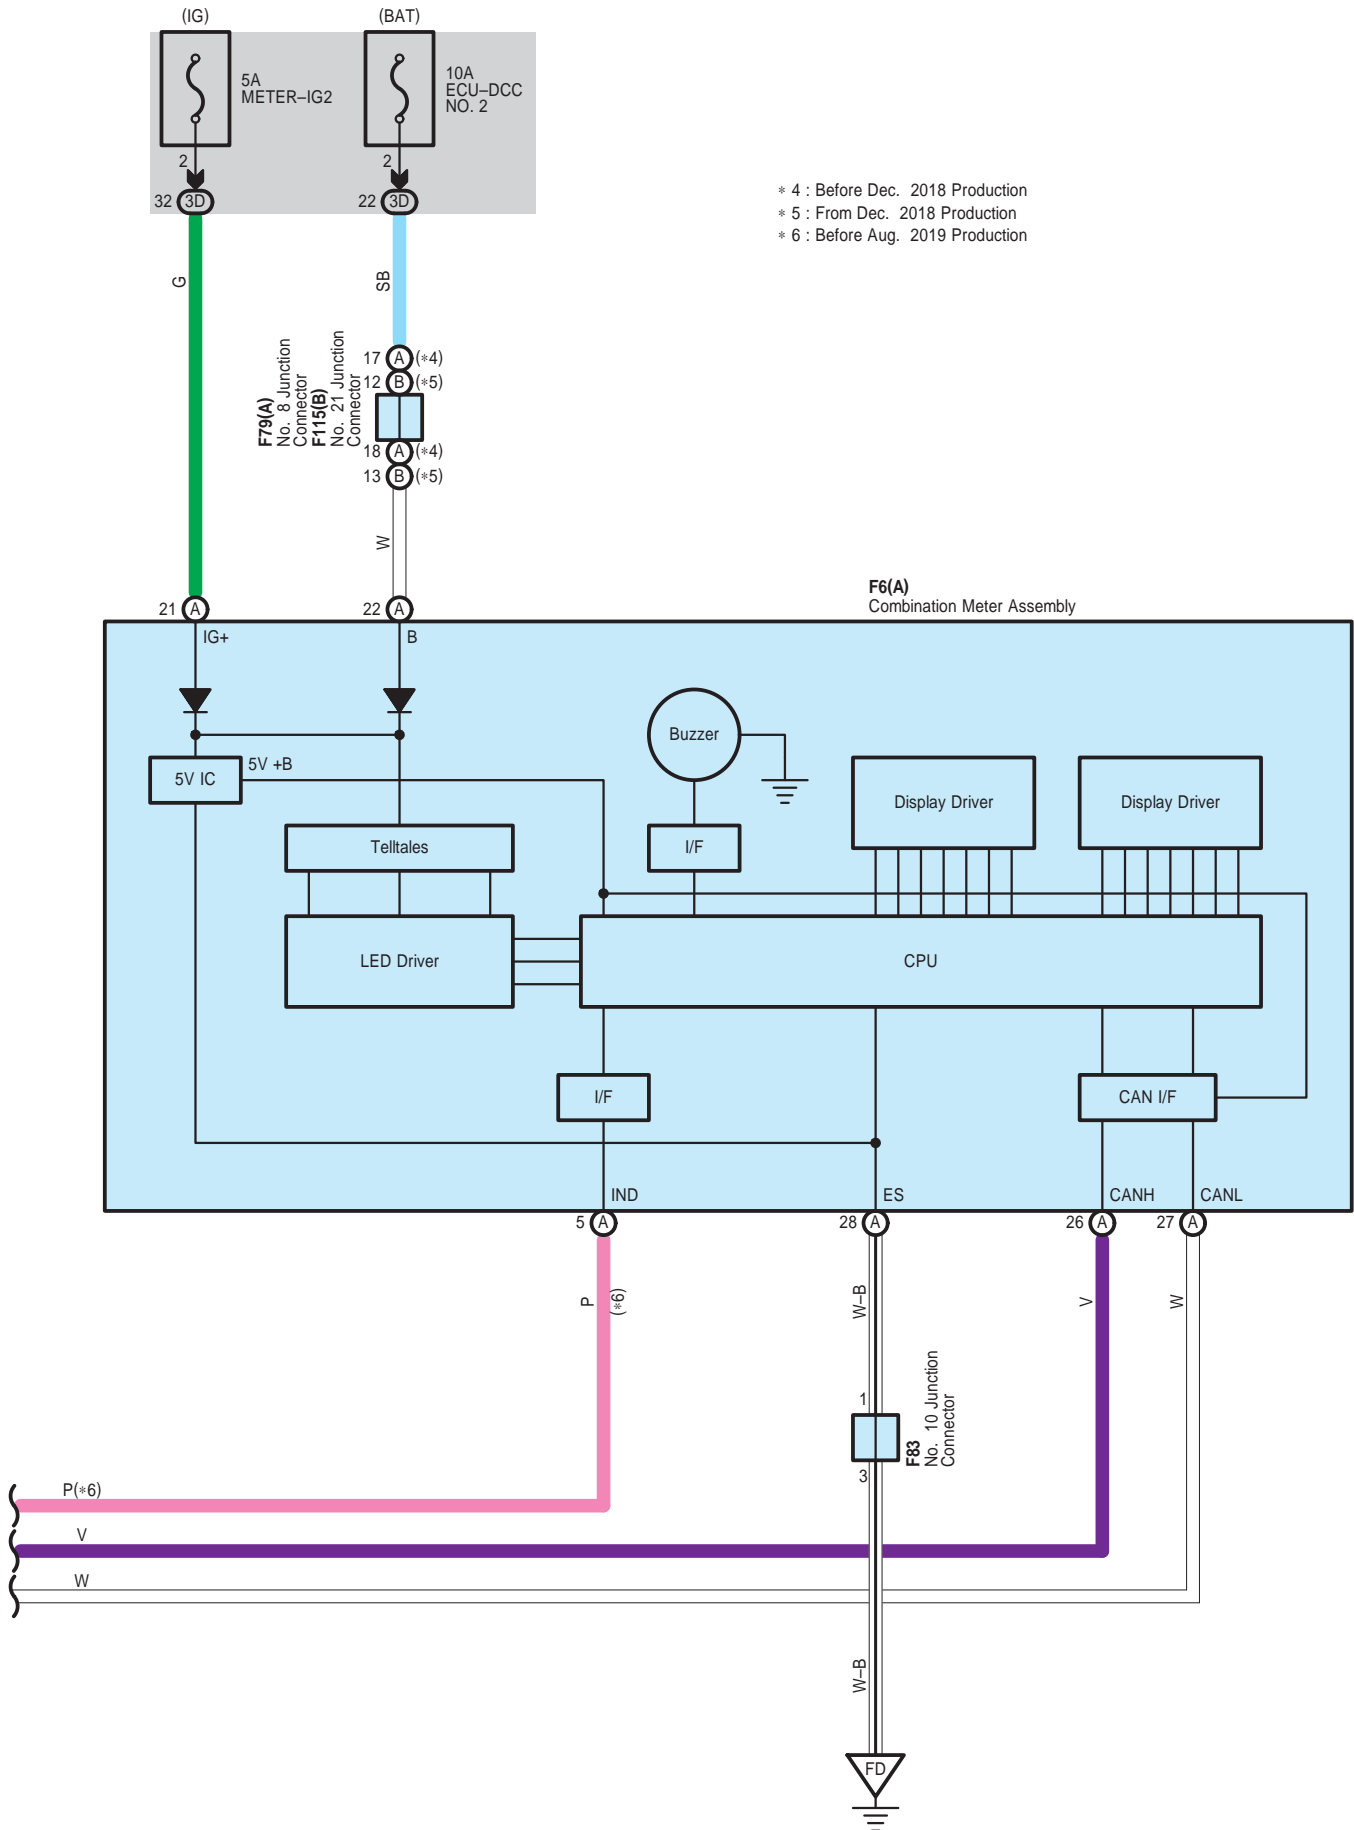 (IG)
(BAT)
5A
METER–IG2
10A
ECU–DCC
NO. 2
2
2
32 3D
22 3D
∗ 4 : Before Dec. 2018 Production
∗ 5 : From Dec. 2018 Production
∗ 6 : Before Aug. 2019 Production
G
SB
F79(A)
No. 8 Junction
Connector
F115(B)
No. 21 Junction
Connector
17 A (∗4)
12 B (∗5)
18 A (∗4)
13 B (∗5)
W
F6(A)
Combination Meter Assembly
21 A
22 A
IG+
B
Buzzer
5V IC
5V +B
Display Driver
Display Driver
Telltales
I/F
LED Driver
CPU
I/F
CAN I/F
IND
ES
CANH
CANL
5 A
28 A
26 A
27 A
P
(∗6)
W–B
V
W
1
F83
No. 10 Junction
Connector
3
P(∗6)
V
W
W–B
FD